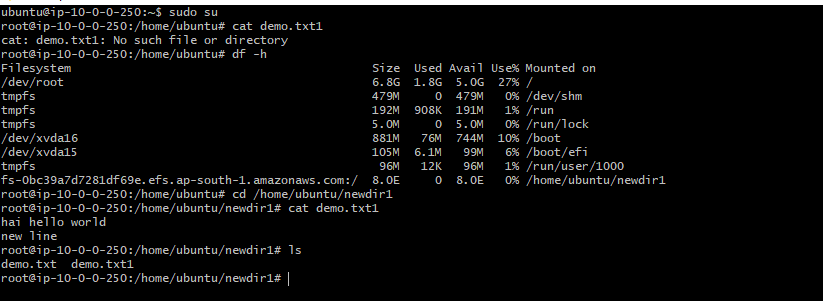 ubuntu@ip-10-0-0-250:~$ sudo su
root@ip-10-0-0-250:/home/ubuntu# cat demo.txt1
cat: demo.txt1: No such file or directory
root@ip-10-0-0-250:/home/ubuntu# df -h
Filesystem                                      Size  Used Avail Use% Mounted on
/dev/root                                       6.8G  1.8G  5.0G  27% /
tmpfs                                           479M     0  479M   0% /dev/shm
tmpfs                                           192M  908K  191M   1% /run
tmpfs                                           5.0M     0  5.0M   0% /run/lock
/dev/xvda16                                     881M   76M  744M  10% /boot
/dev/xvda15                                     105M  6.1M   99M   6% /boot/efi
tmpfs                                            96M   12K   96M   1% /run/user/1000
fs-0bc39a7d7281df69e.efs.ap-south-1.amazonaws.com:/  8.0E     0  8.0E   0% /home/ubuntu/newdir1
root@ip-10-0-0-250:/home/ubuntu# cd /home/ubuntu/newdir1
root@ip-10-0-0-250:/home/ubuntu/newdir1# cat demo.txt1
hai hello world
new line
root@ip-10-0-0-250:/home/ubuntu/newdir1# ls
demo.txt  demo.txt1
root@ip-10-0-0-250:/home/ubuntu/newdir1#